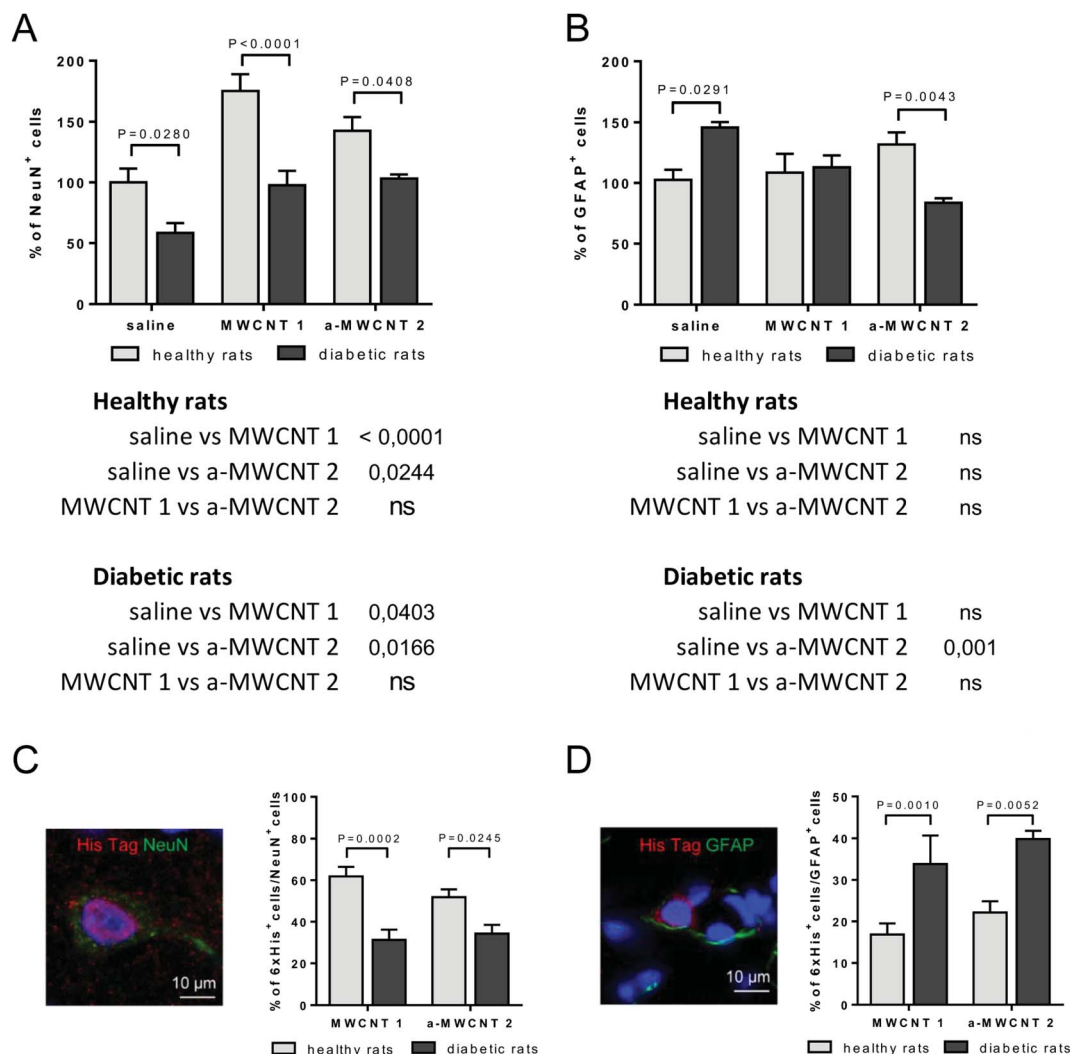 A
% of NeuN+ cells
200
150
100
50
0
P=0.0280
P<0.0001
P=0.0408
saline MWCNT 1 a-MWCNT 2
healthy rats diabetic rats
Healthy rats
saline vs MWCNT 1 < 0,0001
saline vs a-MWCNT 2 0,0244
MWCNT 1 vs a-MWCNT 2 ns
Diabetic rats
saline vs MWCNT 1 0,0403
saline vs a-MWCNT 2 0,0166
MWCNT 1 vs a-MWCNT 2 ns
B
% of GFAP+ cells
200
150
100
50
0
P=0.0291
P=0.0043
saline MWCNT 1 a-MWCNT 2
healthy rats diabetic rats
Healthy rats
saline vs MWCNT 1 ns
saline vs a-MWCNT 2 ns
MWCNT 1 vs a-MWCNT 2 ns
Diabetic rats
saline vs MWCNT 1 ns
saline vs a-MWCNT 2 0,001
MWCNT 1 vs a-MWCNT 2 ns
C
His Tag NeuN
10 µm
% of 6xHis+ cells/NeuN+ cells
100
80
60
40
20
0
P=0.0002
P=0.0245
MWCNT 1 a-MWCNT 2
healthy rats diabetic rats
D
His Tag GFAP
10 µm
% of 6xHis+ cells/GFAP+ cells
50
40
30
20
10
0
P=0.0010
P=0.0052
MWCNT 1 a-MWCNT 2
healthy rats diabetic rats